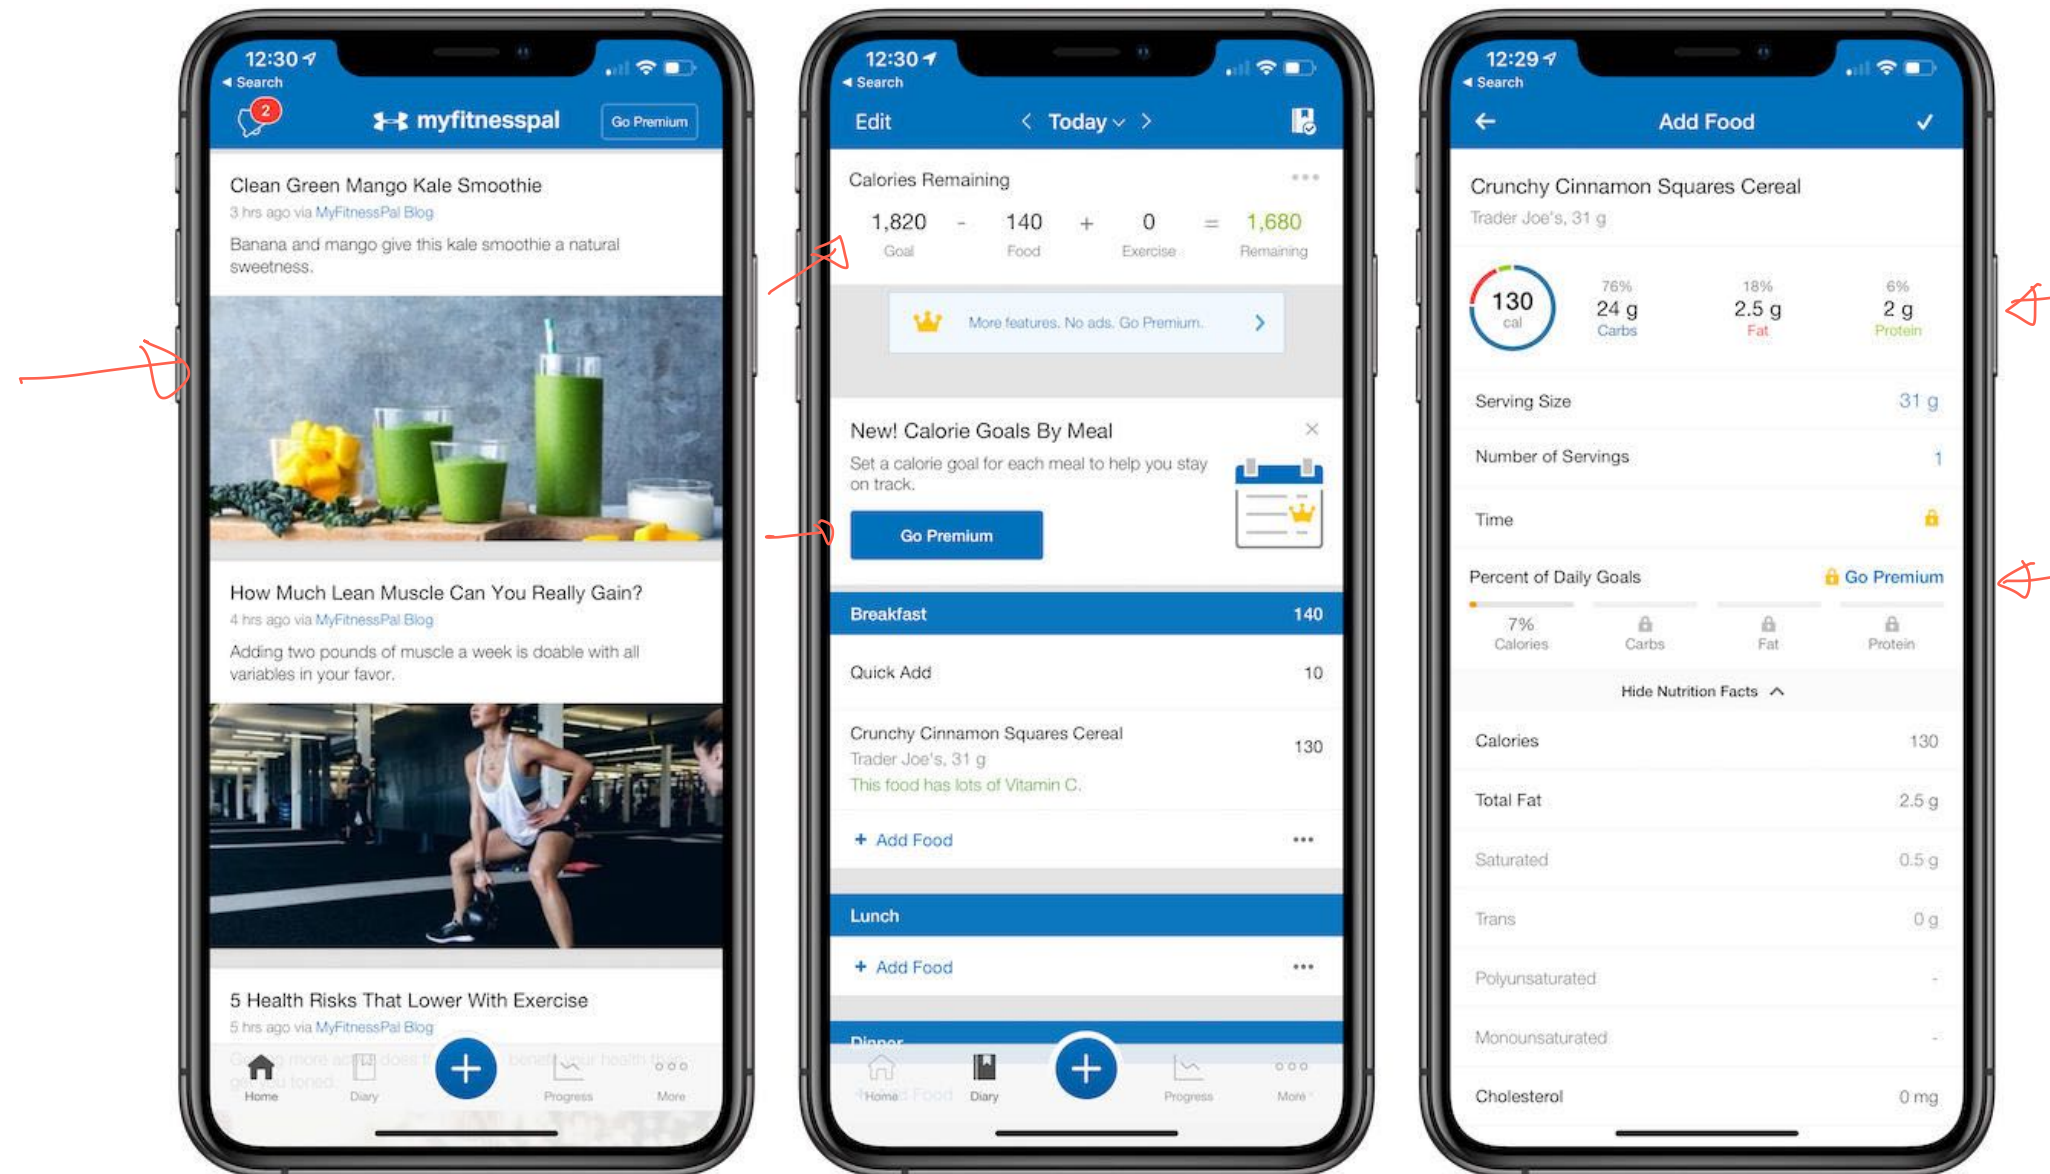 12:30
Search
2
myfitnesspal
Go Premium
Clean Green Mango Kale Smoothie
3 hrs ago via MyFitnessPal Blog
Banana and mango give this kale smoothie a natural
sweetness.
How Much Lean Muscle Can You Really Gain?
4 hrs ago via MyFitnessPal Blog
Adding two pounds of muscle a week is doable with all
variables in your favor.
5 Health Risks That Lower With Exercise
5 hrs ago via MyFitnessPal Blog
get you toned.
Home Diary + Progress More
12:30
Search
Edit < Today >
Calories Remaining
1,820 - 140 + 0 = 1,680
Goal Food Exercise Remaining
More features. No ads. Go Premium.
New! Calorie Goals By Meal
Set a calorie goal for each meal to help you stay
on track.
Go Premium
Breakfast 140
Quick Add 10
Crunchy Cinnamon Squares Cereal
130
Trader Joe's, 31 g
This food has lots of Vitamin C.
+ Add Food
Lunch
+ Add Food
Dinner
Home Diary + Progress More
12:29
Search
Add Food
Crunchy Cinnamon Squares Cereal
Trader Joe's, 31 g
130
cal
76% 18% 6%
24 g 2.5 g 2 g
Carbs Fat Protein
Serving Size 31 g
Number of Servings 1
Time
Percent of Daily Goals Go Premium
7%
Calories Carbs Fat Protein
Hide Nutrition Facts
Calories 130
Total Fat 2.5 g
Saturated 0.5 g
Trans 0 g
Polyunsaturated -
Monounsaturated -
Cholesterol 0 mg